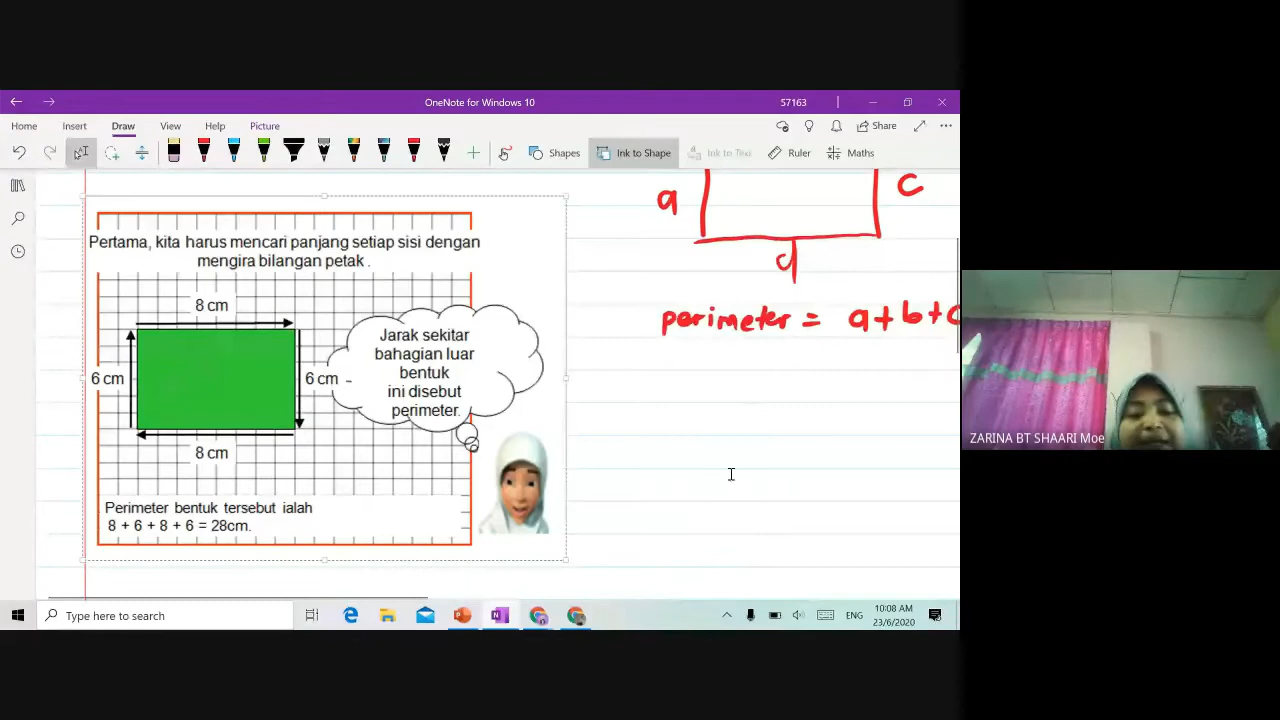 OneNote for Windows 10
57163
Home Insert Draw View Help Picture
Share
Shapes
Ink to Shape
Ink to Text
Ruler
Maths
Pertama, kita harus mencari panjang setiap sisi dengan
mengira bilangan petak.
8 cm
6 cm
6 cm
8 cm
Jarak sekitar
bahagian luar
bentuk
ini disebut
perimeter.
Perimeter bentuk tersebut ialah
8 + 6 + 8 + 6 = 28cm.
a
c
d
perimeter = a+b+c
ZARINA BT SHAARI Moe
Type here to search
ENG
10:08 AM
23/6/2020